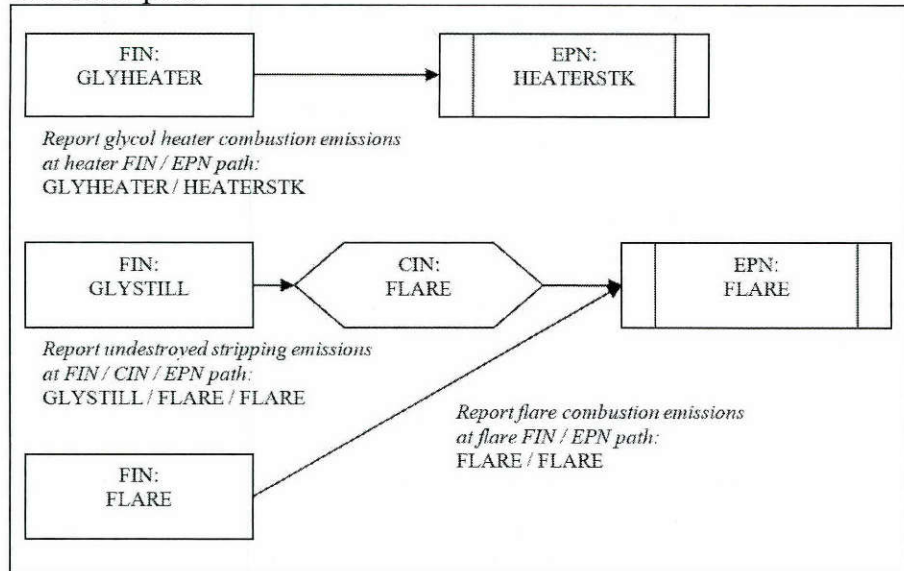 FIN:
GLYHEATER
EPN:
HEATERSTK
Report glycol heater combustion emissions
at heater FIN / EPN path:
GLYHEATER / HEATERSTK
FIN:
GLYSTILL
CIN:
FLARE
EPN:
FLARE
Report undestroyed stripping emissions
at FIN / CIN / EPN path:
GLYSTILL / FLARE / FLARE
Report flare combustion emissions
at flare FIN / EPN path:
FLARE / FLARE
FIN:
FLARE